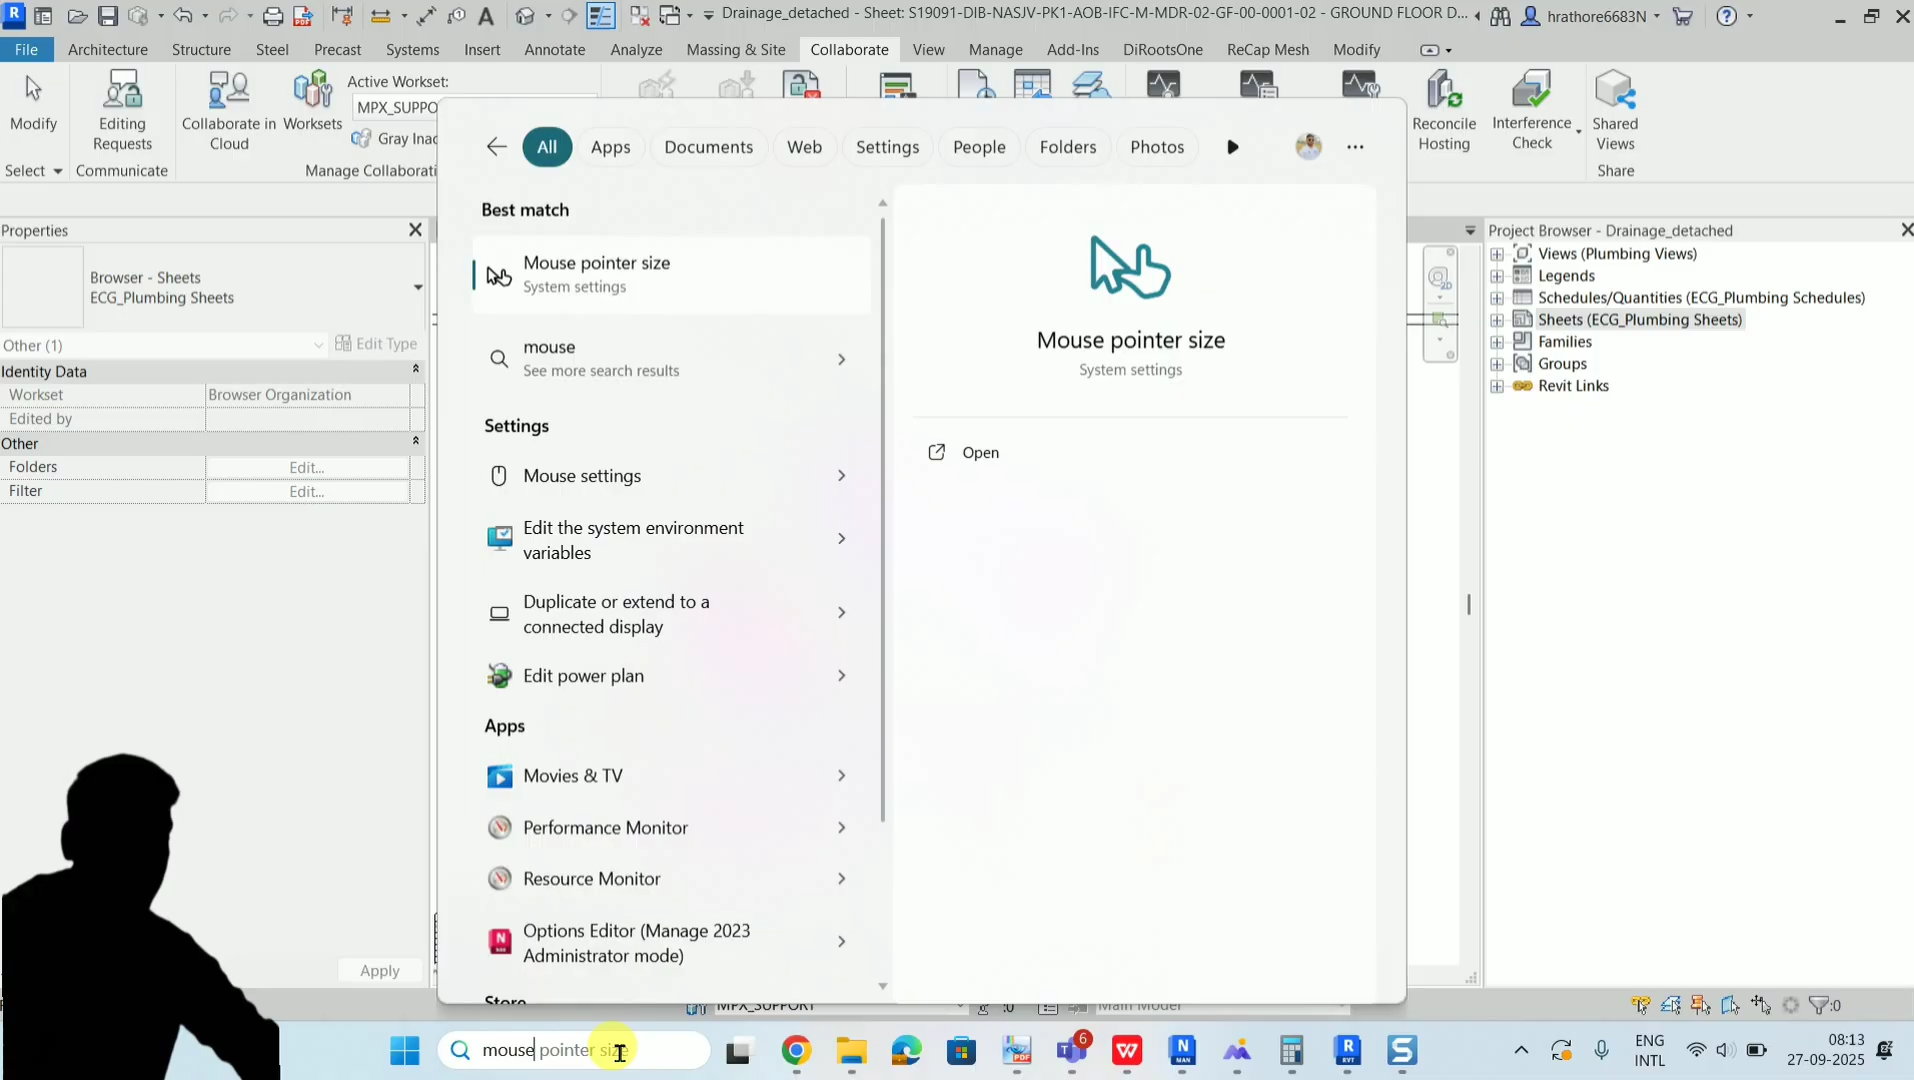 Drainage_detached - Sheet: S19091-DIB-NASJV-PK1-AOB-IFC-M-MDR-02-GF-00-0001-02 - GROUND FLOOR D...
hrathore6683N
File Architecture Structure Steel Precast Systems Insert Annotate Analyze Massing & Site Collaborate View Manage Add-Ins DiRootsOne ReCap Mesh Modify
Modify
Editing
Requests
Collaborate in
Cloud
Worksets
Active Workset:
MPX_SUPPO
Gray Inac
Reconcile
Hosting
Interference
Check
Shared
Views
Select
Communicate
Manage Collaborati
Share
All Apps Documents Web Settings People Folders Photos
Properties
Browser - Sheets
ECG_Plumbing Sheets
Other (1)
Edit Type
Identity Data
Workset Browser Organization
Edited by
Other
Folders Edit...
Filter Edit...
Apply
Best match
Mouse pointer size
System settings
mouse
See more search results
Settings
Mouse settings
Edit the system environment
variables
Duplicate or extend to a
connected display
Edit power plan
Apps
Movies & TV
Performance Monitor
Resource Monitor
Options Editor (Manage 2023
Administrator mode)
Store
Mouse pointer size
System settings
Open
Project Browser - Drainage_detached
Views (Plumbing Views)
Legends
Schedules/Quantities (ECG_Plumbing Schedules)
Sheets (ECG_Plumbing Sheets)
Families
Groups
Revit Links
MPX_SUPPORT
:0
Main Model
:0
mouse pointer size
6
ENG
INTL
08:13
27-09-2025